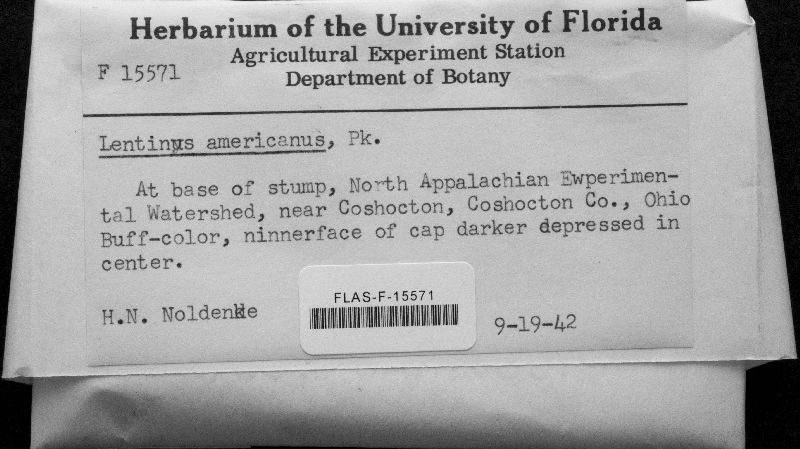 Herbarium of the University of Florida
Agricultural Experiment Station
F 15571
Department of Botany
Lentinus americanus, Pk.
At base of stump, North Appalachian Ewperimen-
tal Watershed, near Coshocton, Coshocton Co., Ohio
Buff-color, ninnerface of cap darker depressed in
center.
FLAS-F-15571
H.N. Noldenke
9-19-42